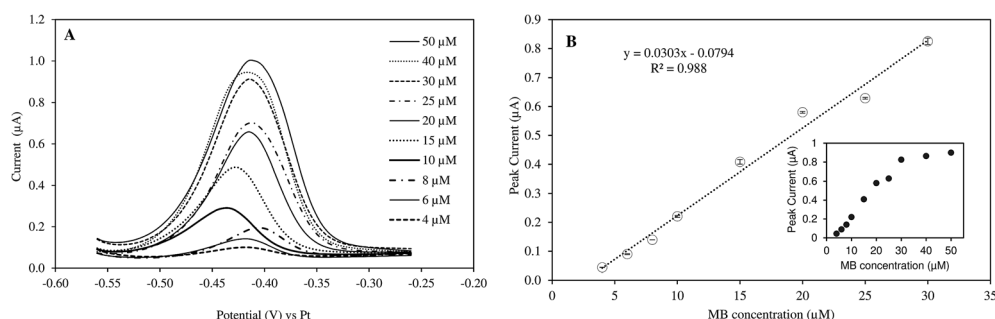 A
1.2
1.0
0.8
0.6
0.4
0.2
0.0
-0.60
-0.55
-0.50
-0.45
-0.40
-0.35
-0.30
-0.25
-0.20
Current (µA)
Potential (V) vs Pt
50 µM
40 µM
30 µM
25 µM
20 µM
15 µM
10 µM
8 µM
6 µM
4 µM
B
y = 0.0303x - 0.0794
R² = 0.988
0.9
0.8
0.7
0.6
0.5
0.4
0.3
0.2
0.1
0.0
5
10
15
20
25
30
35
Peak Current (µA)
MB concentration (µM)
1
0.8
0.6
0.4
0.2
0
0
10
20
30
40
50
Peak Current (µA)
MB concentration (µM)